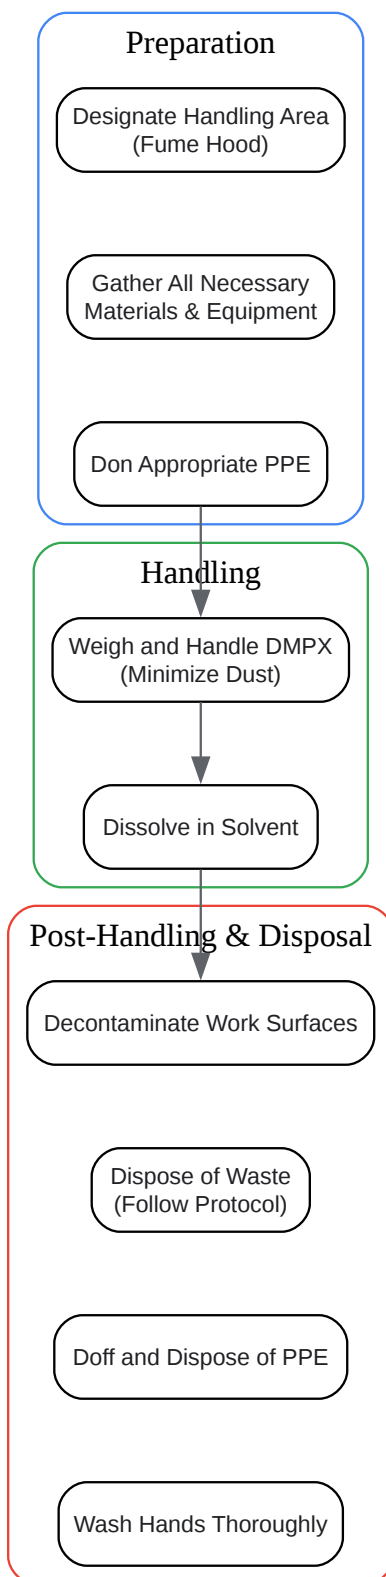 Preparation
Designate Handling Area
(Fume Hood)
Gather All Necessary
Materials & Equipment
Don Appropriate PPE
Handling
Weigh and Handle DMPX
(Minimize Dust)
Dissolve in Solvent
Post-Handling & Disposal
Decontaminate Work Surfaces
Dispose of Waste
(Follow Protocol)
Doff and Dispose of PPE
Wash Hands Thoroughly